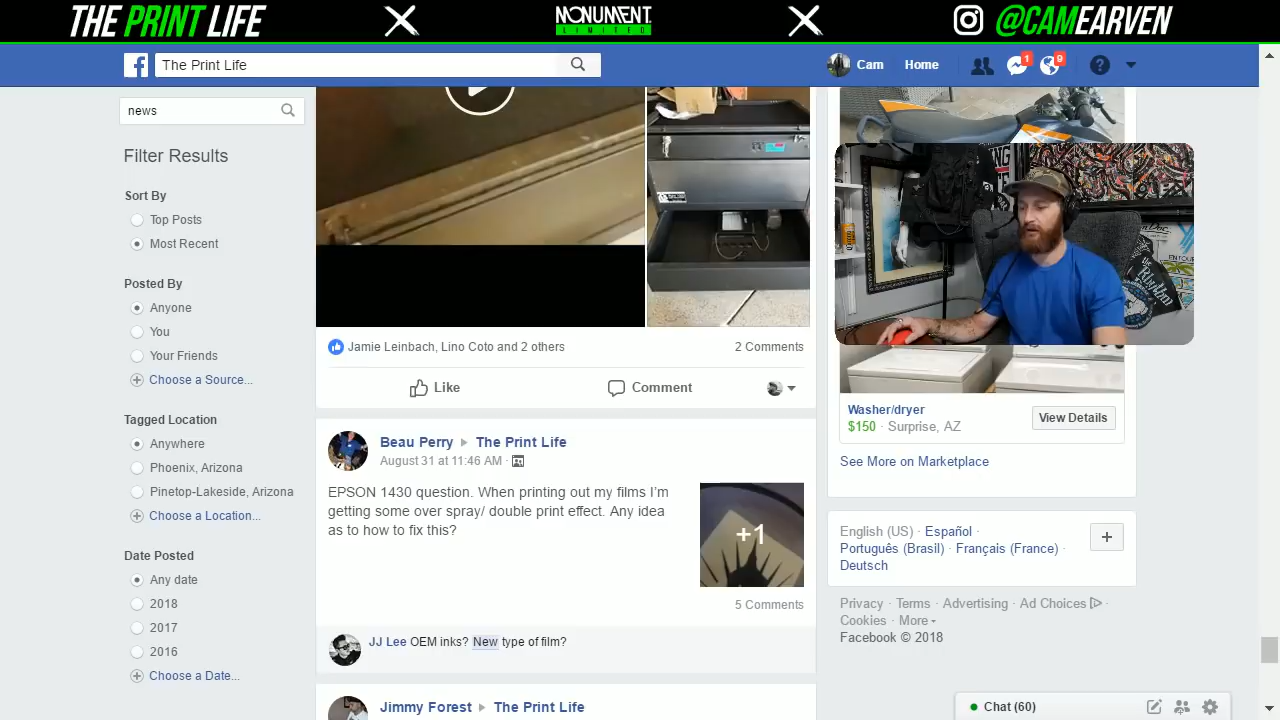 THE PRINT LIFE
MONUMENT
LIMITED
@CAMEARVEN
The Print Life
Cam
Home
1
9
news
Filter Results
Sort By
Top Posts
Most Recent
Posted By
Anyone
You
Your Friends
Choose a Source...
Tagged Location
Anywhere
Phoenix, Arizona
Pinetop-Lakeside, Arizona
Choose a Location...
Date Posted
Any date
2018
2017
2016
Choose a Date...
Jamie Leinbach, Lino Coto and 2 others
2 Comments
Like
Comment
Beau Perry
The Print Life
August 31 at 11:46 AM ·
EPSON 1430 question. When printing out my films I'm
getting some over spray/ double print effect. Any idea
as to how to fix this?
+1
5 Comments
JJ Lee OEM inks? New type of film?
Jimmy Forest
The Print Life
Washer/dryer
$150 · Surprise, AZ
View Details
See More on Marketplace
English (US) · Español ·
Português (Brasil) · Français (France) ·
Deutsch
Privacy · Terms · Advertising · Ad Choices ·
Cookies · More
Facebook © 2018
Chat (60)